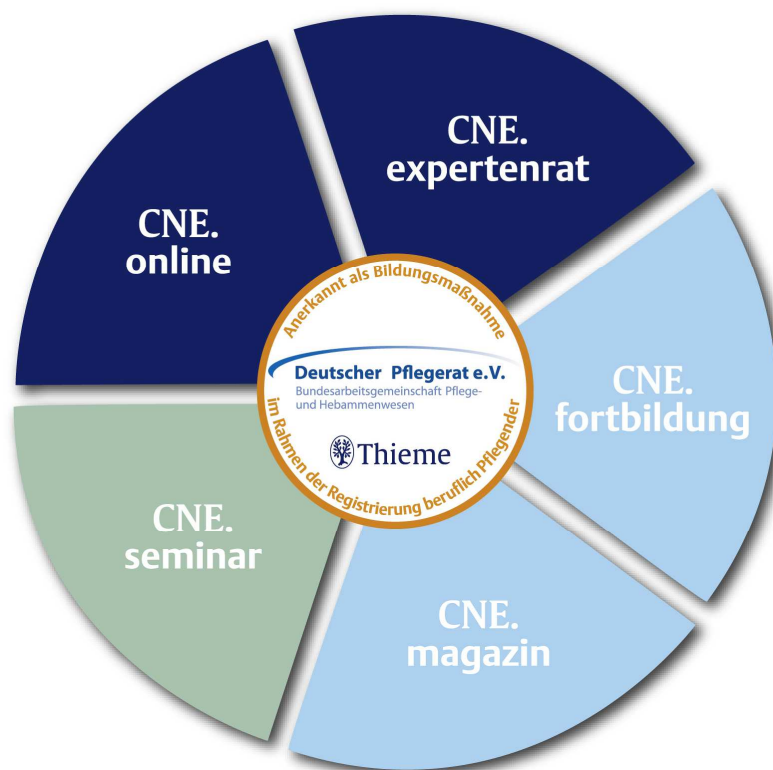 CNE.
expertenrat
CNE.
online
CNE.
fortbildung
CNE.
seminar
CNE.
magazin
Anerkannt als Bildungsmaßnahme
Deutscher Pflegerat e.V.
Bundesarbeitsgemeinschaft Pflege-
und Hebammenwesen
Thieme
im Rahmen der Registrierung beruflich Pflegender